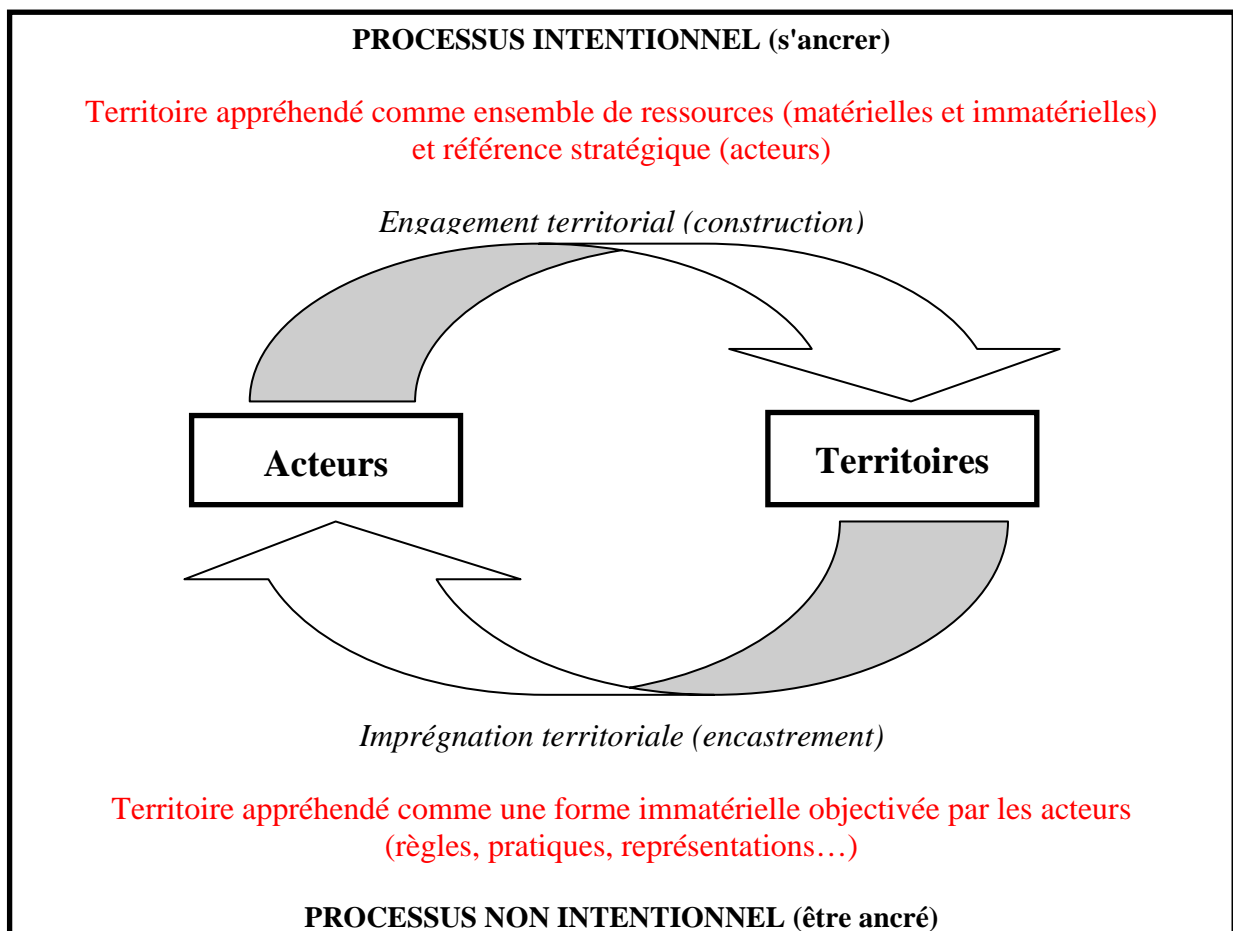 PROCESSUS INTENTIONNEL (s'ancrer)
Territoire appréhendé comme ensemble de ressources (matérielles et immatérielles)
et référence stratégique (acteurs)
Engagement territorial (construction)
Acteurs
Territoires
Imprégnation territoriale (encastrement)
Territoire appréhendé comme une forme immatérielle objectivée par les acteurs
(règles, pratiques, représentations…)
PROCESSUS NON INTENTIONNEL (être ancré)